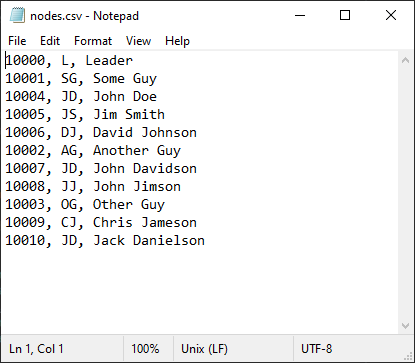 nodes.csv - Notepad
File Edit Format View Help
10000, L, Leader
10001, SG, Some Guy
10004, JD, John Doe
10005, JS, Jim Smith
10006, DJ, David Johnson
10002, AG, Another Guy
10007, JD, John Davidson
10008, JJ, John Jimson
10003, OG, Other Guy
10009, CJ, Chris Jameson
10010, JD, Jack Danielson
Ln 1, Col 1 100% Unix (LF) UTF-8